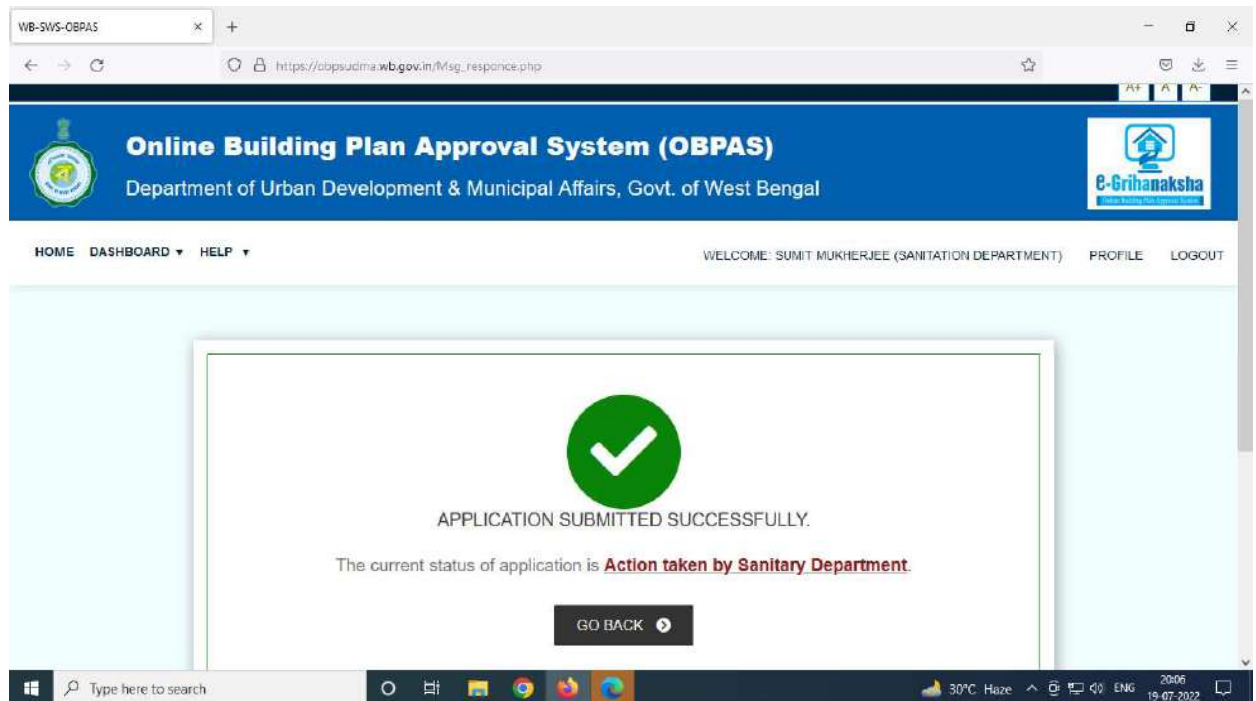 WB-SWS-OBPAS
https://obpsudma.wb.gov.in/Msg_responce.php
A+ A A-
Online Building Plan Approval System (OBPAS)
Department of Urban Development & Municipal Affairs, Govt. of West Bengal
e-Grihanaksha
HOME DASHBOARD HELP
WELCOME: SUMIT MUKHERJEE (SANITATION DEPARTMENT) PROFILE LOGOUT
APPLICATION SUBMITTED SUCCESSFULLY.
The current status of application is Action taken by Sanitary Department.
GO BACK
Type here to search
30°C Haze
ENG
20:06
19-07-2022